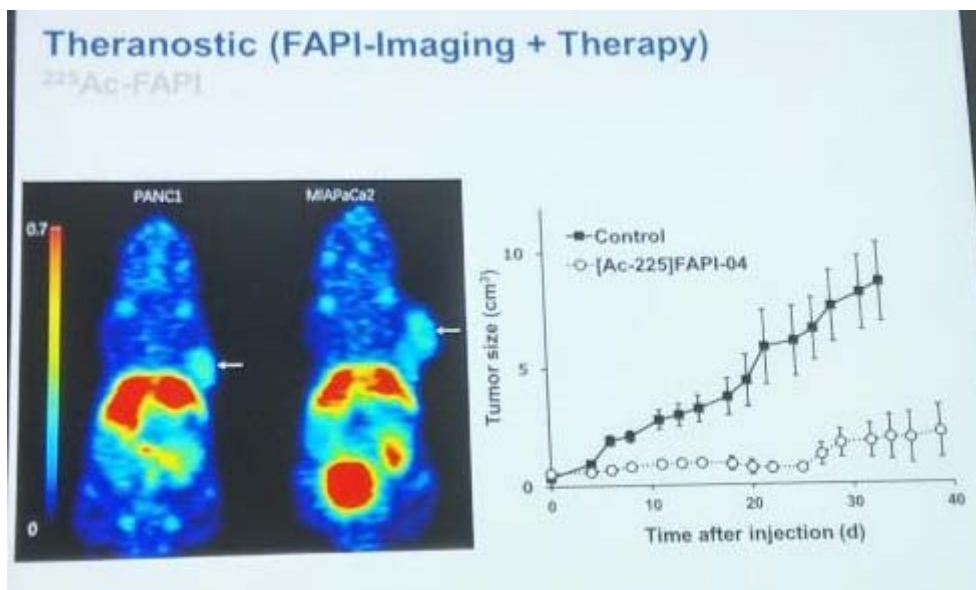 Theranostic (FAPI-Imaging + Therapy)
²²⁵Ac-FAPI
PANC1
MIAPaCa2
0.7
0
Control
[Ac-225]FAPI-04
Tumor size (cm³)
10
5
0
0
10
20
30
40
Time after injection (d)